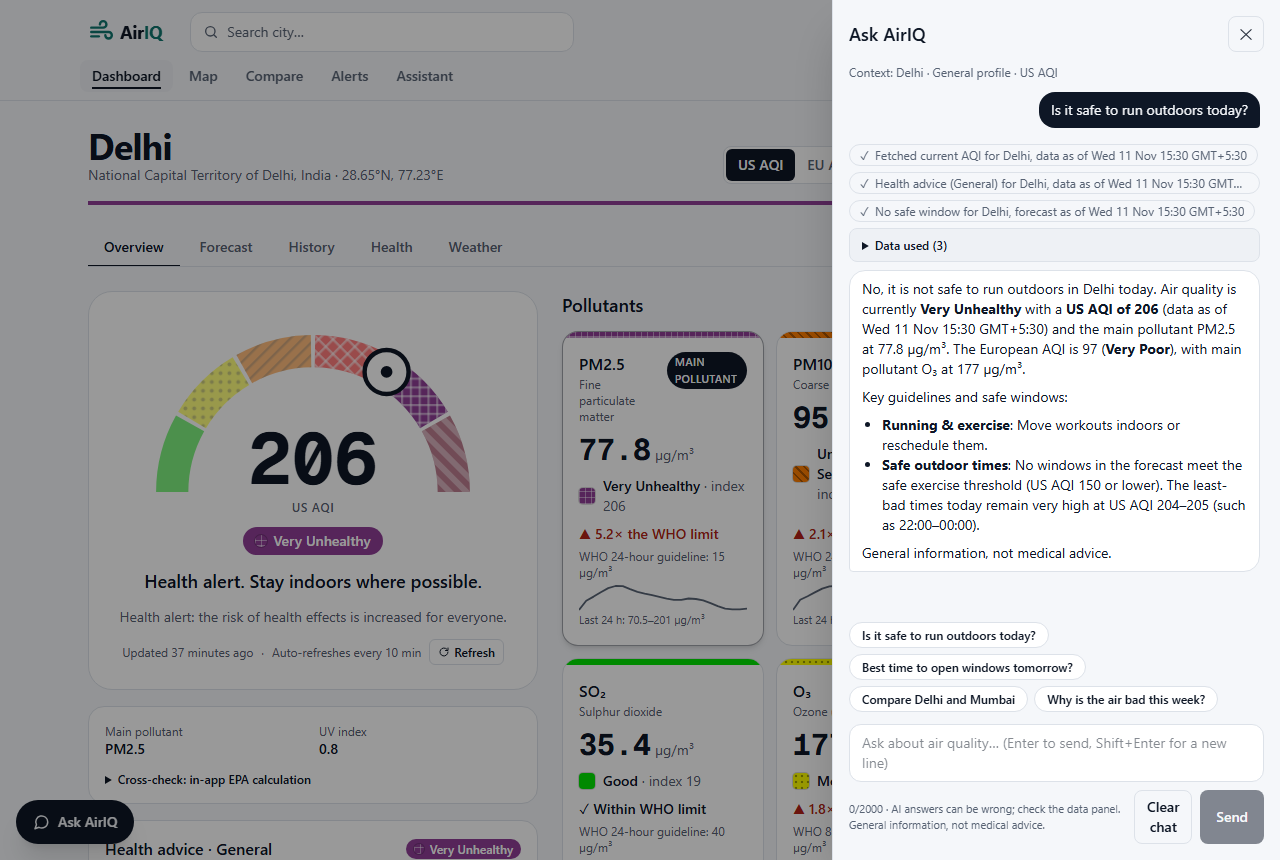 AirIQ
Search city...
Dashboard
Map
Compare
Alerts
Assistant
Delhi
National Capital Territory of Delhi, India · 28.65°N, 77.23°E
US AQI
EU A
Overview
Forecast
History
Health
Weather
206
US AQI
Very Unhealthy
Health alert. Stay indoors where possible.
Health alert: the risk of health effects is increased for everyone.
Updated 37 minutes ago · Auto-refreshes every 10 min
Refresh
Main pollutant
PM2.5
UV index
0.8
▶ Cross-check: in-app EPA calculation
Ask AirIQ
Health advice · General
Very Unhealthy
Pollutants
PM2.5
MAIN
POLLUTANT
Fine
particulate
matter
77.8 µg/m³
Very Unhealthy · index
206
▲ 5.2× the WHO limit
WHO 24-hour guideline: 15
µg/m³
Last 24 h: 70.5–201 µg/m³
PM10
Coarse
95
▲ 2.1×
WHO 2
µg/m³
Last 24
SO₂
Sulphur dioxide
35.4 µg/m³
Good · index 19
✓ Within WHO limit
WHO 24-hour guideline: 40
µg/m³
O₃
Ozone
17
▲ 1.8×
WHO 8
µg/m³
Ask AirIQ
Context: Delhi · General profile · US AQI
Is it safe to run outdoors today?
✓ Fetched current AQI for Delhi, data as of Wed 11 Nov 15:30 GMT+5:30
✓ Health advice (General) for Delhi, data as of Wed 11 Nov 15:30 GMT...
✓ No safe window for Delhi, forecast as of Wed 11 Nov 15:30 GMT+5:30
▶ Data used (3)
No, it is not safe to run outdoors in Delhi today. Air quality is
currently Very Unhealthy with a US AQI of 206 (data as of
Wed 11 Nov 15:30 GMT+5:30) and the main pollutant PM2.5
at 77.8 µg/m³. The European AQI is 97 (Very Poor), with main
pollutant O₃ at 177 µg/m³.
Key guidelines and safe windows:
• Running & exercise: Move workouts indoors or
reschedule them.
• Safe outdoor times: No windows in the forecast meet the
safe exercise threshold (US AQI 150 or lower). The least-
bad times today remain very high at US AQI 204–205 (such
as 22:00–00:00).
General information, not medical advice.
Is it safe to run outdoors today?
Best time to open windows tomorrow?
Compare Delhi and Mumbai
Why is the air bad this week?
Ask about air quality... (Enter to send, Shift+Enter for a new
line)
0/2000 · AI answers can be wrong; check the data panel.
General information, not medical advice.
Clear
chat
Send